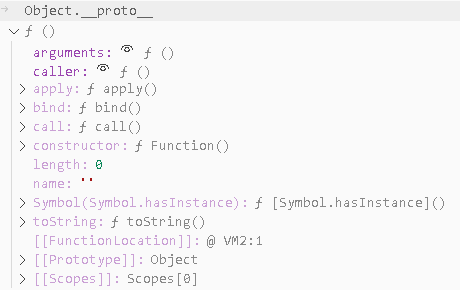 Object.__proto__
ƒ ()
arguments: ƒ ()
caller: ƒ ()
apply: ƒ apply()
bind: ƒ bind()
call: ƒ call()
constructor: ƒ Function()
length: 0
name: ''
Symbol(Symbol.hasInstance): ƒ [Symbol.hasInstance]()
toString: ƒ toString()
[[FunctionLocation]]: @ VM2:1
[[Prototype]]: Object
[[Scopes]]: Scopes[0]